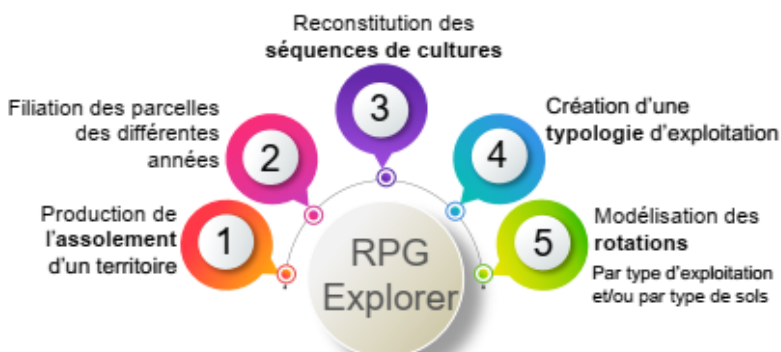 Production de
l'assolement
d'un territoire
1
Filiation des parcelles
des différentes
années
2
Reconstitution des
séquences de cultures
3
Création d'une
typologie d'exploitation
4
Modélisation des
rotations
Par type d'exploitation
et/ou par type de sols
5
RPG
Explorer